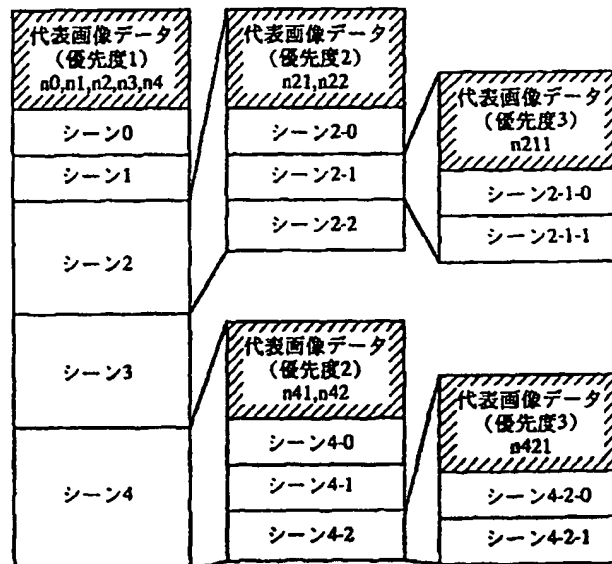 代表画像データ
(優先度1)
n0,n1,n2,n3,n4
シーン0
シーン1
シーン2
シーン3
シーン4
代表画像データ
(優先度2)
n21,n22
シーン2-0
シーン2-1
シーン2-2
代表画像データ
(優先度3)
n211
シーン2-1-0
シーン2-1-1
代表画像データ
(優先度2)
n41,n42
シーン4-0
シーン4-1
シーン4-2
代表画像データ
(優先度3)
n421
シーン4-2-0
シーン4-2-1